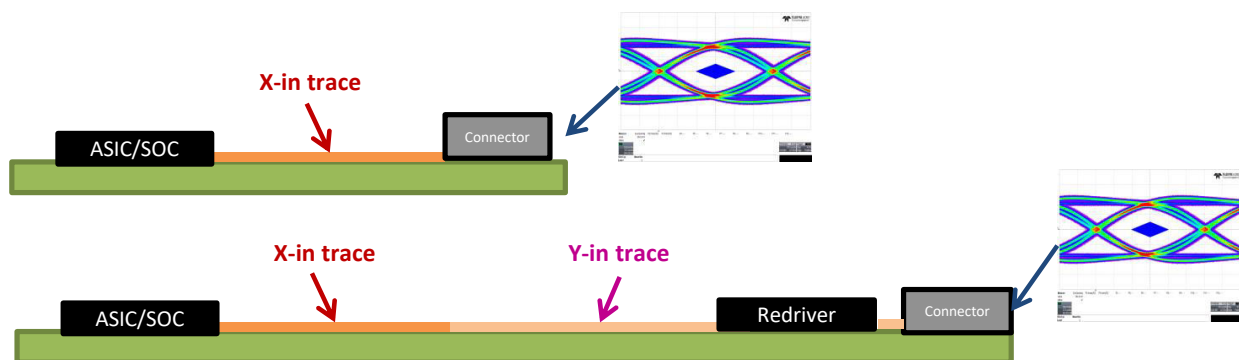 X-in trace
Connector
ASIC/SOC
X-in trace
Y-in trace
ASIC/SOC
Redriver
Connector